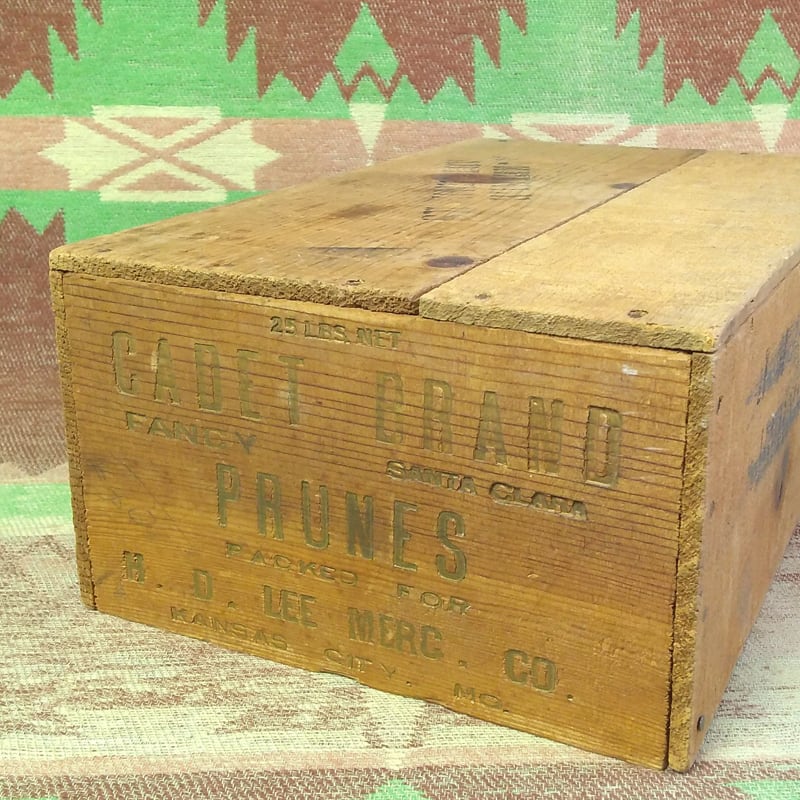 25 LBS. NET
CADET BRAND
FANCY SANTA CLARA
PRUNES
PACKED FOR
H. D. LEE MERC. CO.
KANSAS CITY, MO.